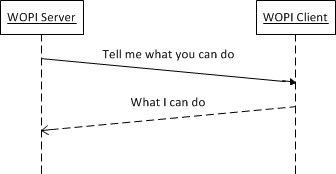 WOPI Server
WOPI Client
Tell me what you can do
What I can do